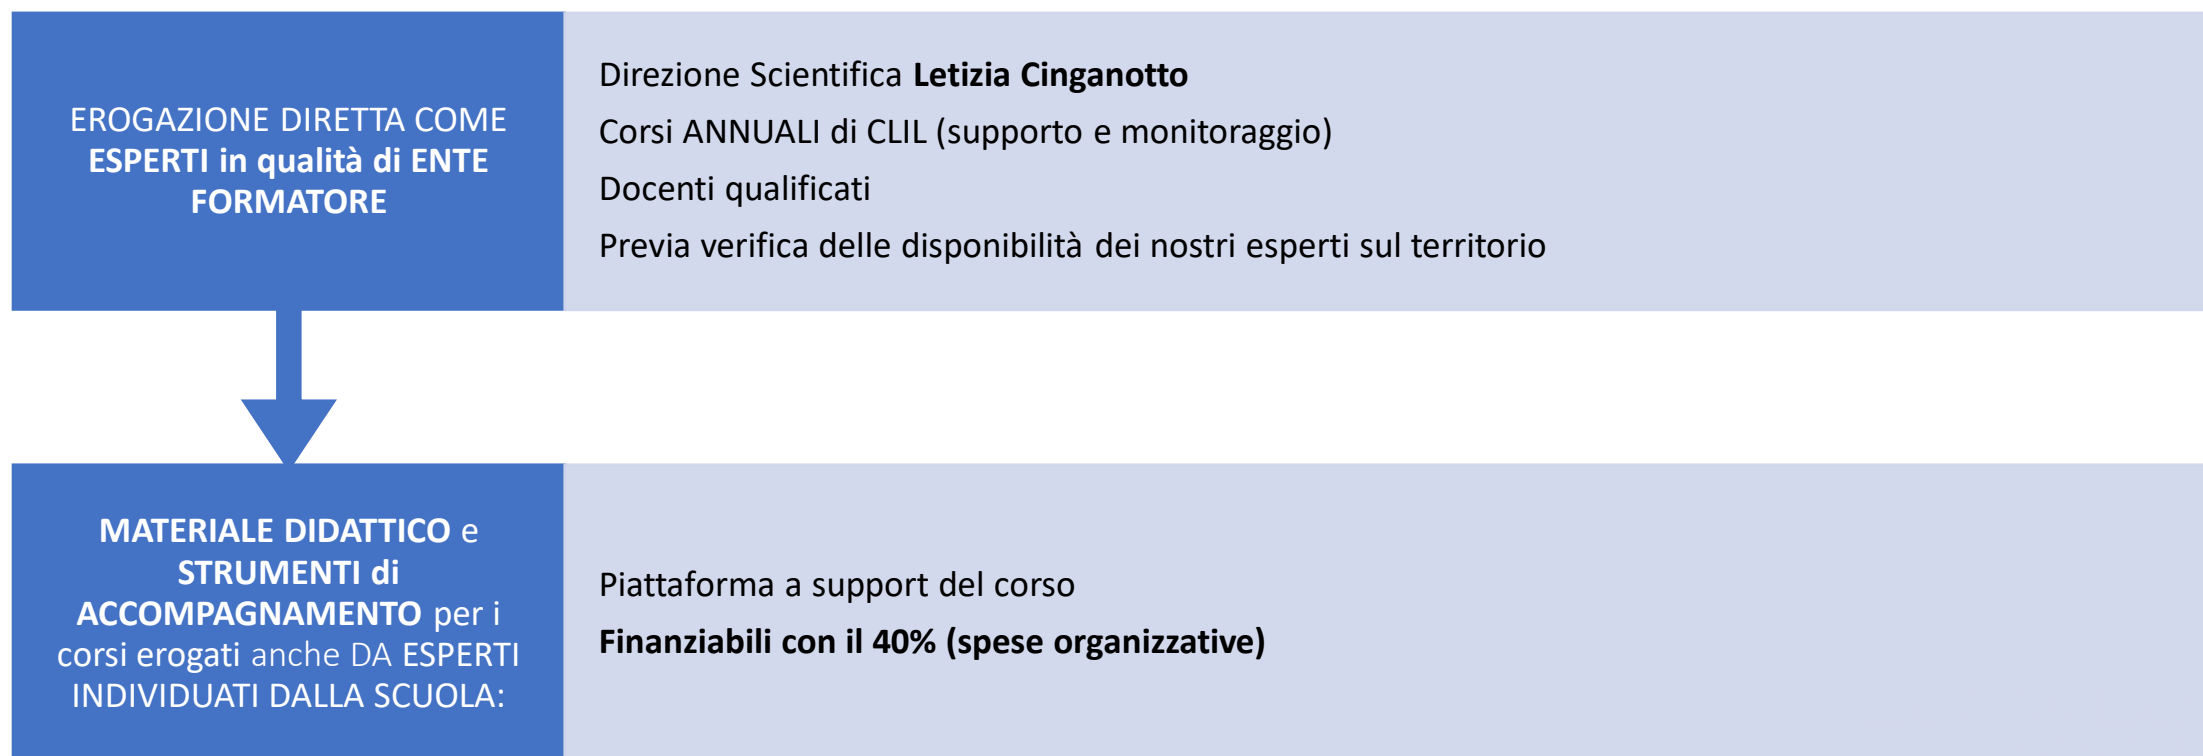 EROGAZIONE DIRETTA COME
ESPERTI in qualità di ENTE
FORMATORE
Direzione Scientifica Letizia Cinganotto
Corsi ANNUALI di CLIL (supporto e monitoraggio)
Docenti qualificati
Previa verifica delle disponibilità dei nostri esperti sul territorio
MATERIALE DIDATTICO e
STRUMENTI di
ACCOMPAGNAMENTO per i
corsi erogati anche DA ESPERTI
INDIVIDUATI DALLA SCUOLA:
Piattaforma a support del corso
Finanziabili con il 40% (spese organizzative)